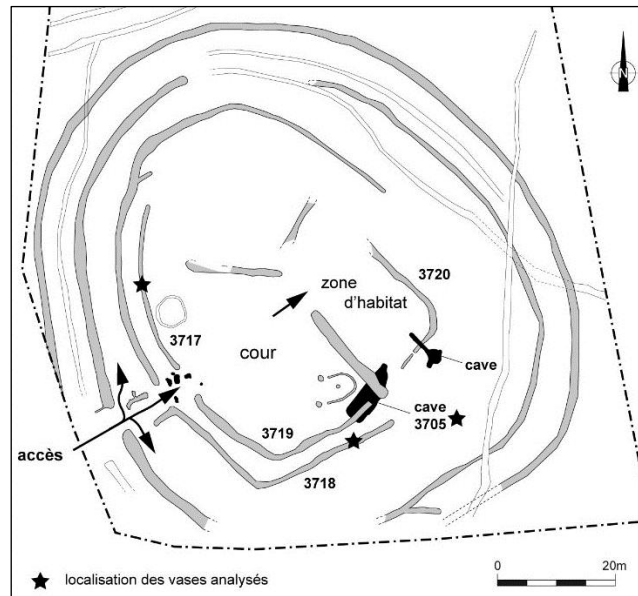 N
3720
zone
d'habitat
3717
cour
cave
cave
3705
3719
accès
3718
localisation des vases analysés
0
20m